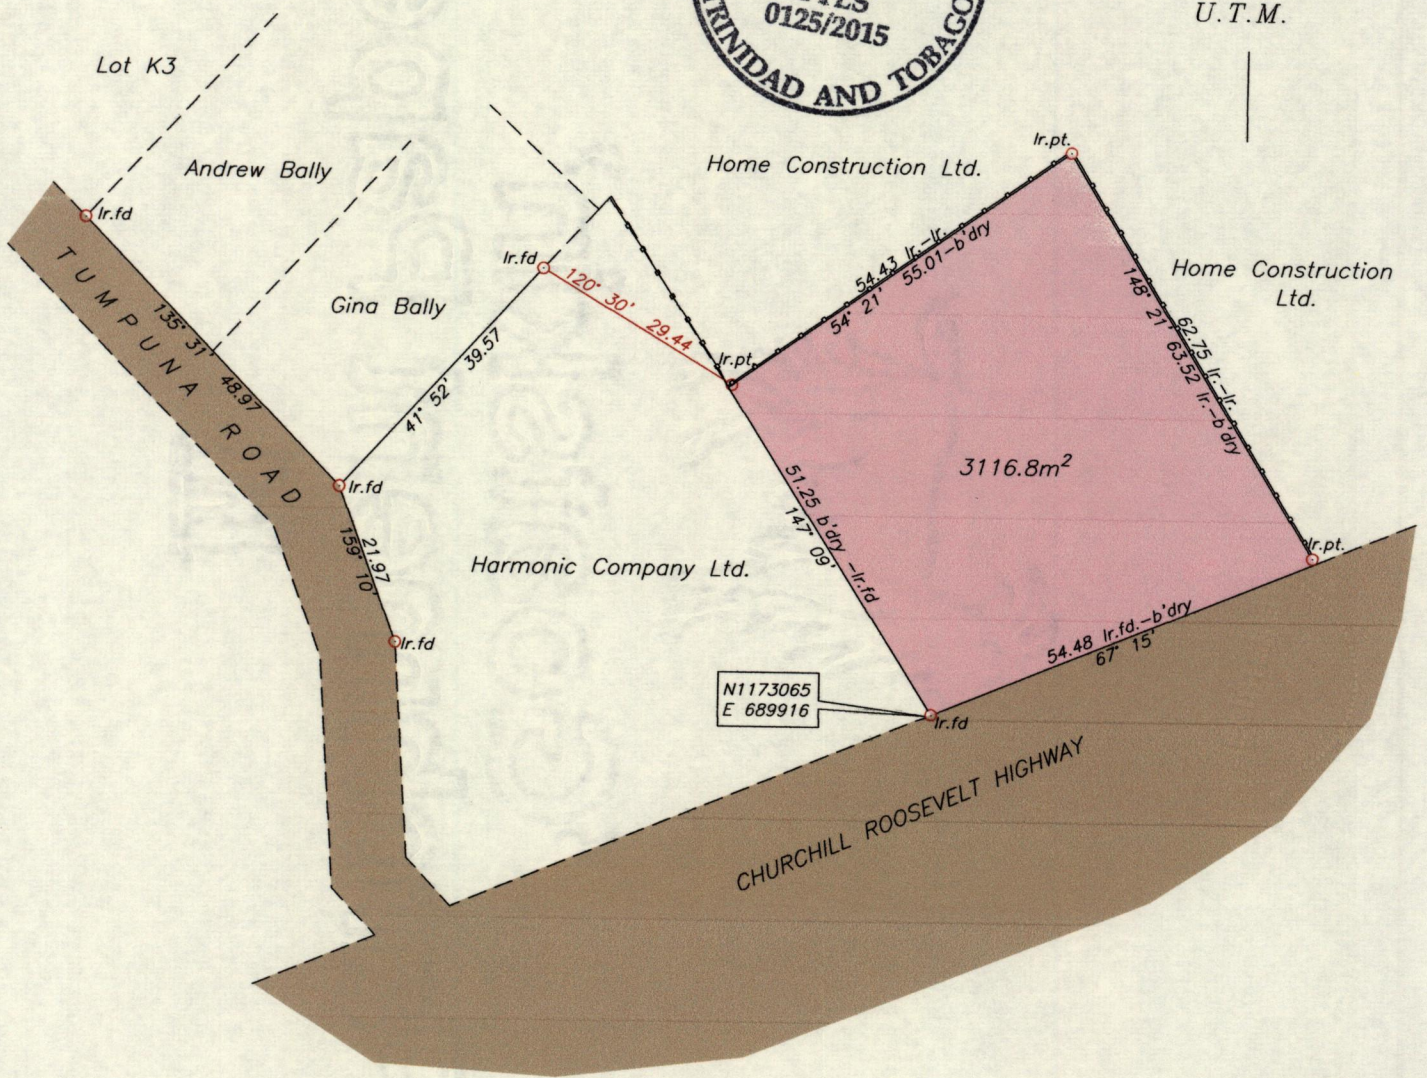 0125/2015
TRINIDAD AND TOBAGO
U.T.M.
Lot K3
Andrew Bally
Home Construction Ltd.
Ir.pt.
Ir.fd
Ir.fd
Gina Bally
120° 30' 29.44
Ir.pt.
54.43 Ir.-Ir.
55.01-b'dry
54° 21'
Home Construction
Ltd.
62.75 Ir.-Ir.
148° 21' 63.52 Ir.-b'dry
TUMPUNA ROAD
135° 31' 48.97
39.57
41° 52'
Ir.fd
21.97
159° 10'
Ir.fd
3116.8m²
51.25 b'dry -Ir.fd
147° 09'
Harmonic Company Ltd.
Ir.pt.
54.48 Ir.fd.-b'dry
67° 15'
N1173065
E 689916
Ir.fd
CHURCHILL ROOSEVELT HIGHWAY